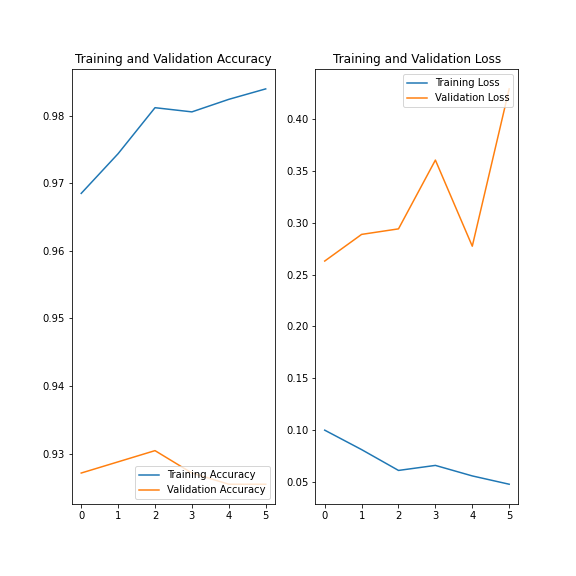 Training and Validation Accuracy
0.98
0.97
0.96
0.95
0.94
0.93
0 1 2 3 4 5
Training Accuracy
Validation Accuracy
Training and Validation Loss
0.40
0.35
0.30
0.25
0.20
0.15
0.10
0.05
0 1 2 3 4 5
Training Loss
Validation Loss